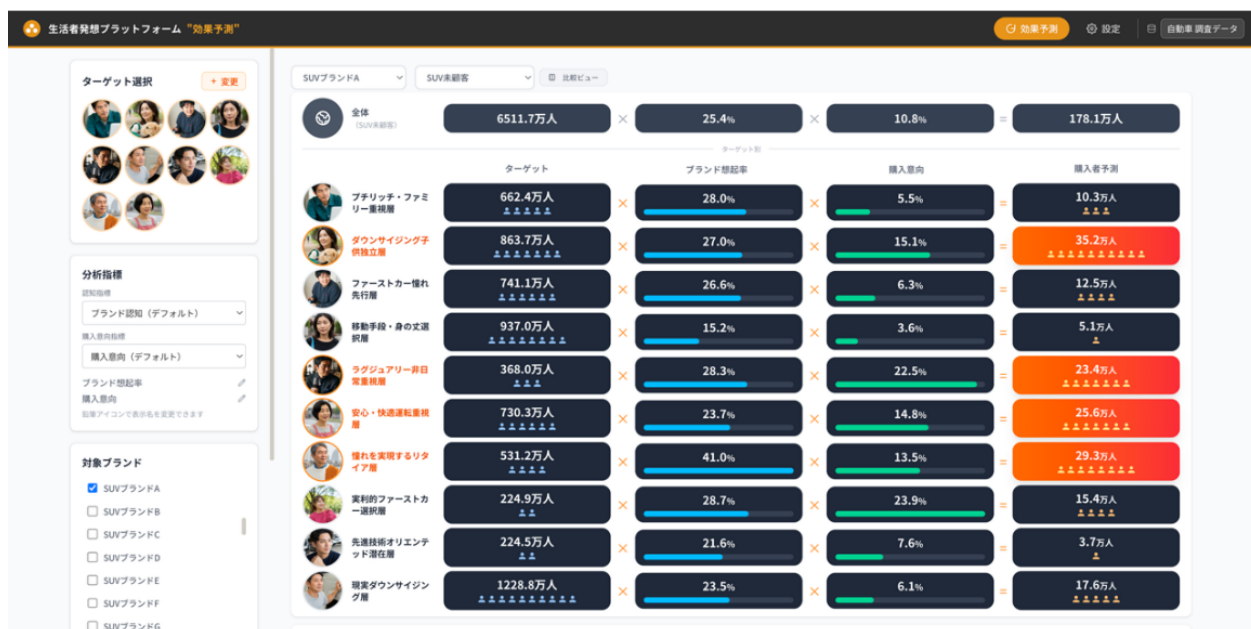 生活者発想プラットフォーム "効果予測"
効果予測
設定
自動車 調査データ
ターゲット選択
+ 変更
分析指標
認知指標
ブランド認知（デフォルト）
購入意向指標
購入意向（デフォルト）
ブランド想起率
購入意向
鉛筆アイコンで表示名を変更できます
対象ブランド
SUVブランドA
SUVブランドB
SUVブランドC
SUVブランドD
SUVブランドE
SUVブランドF
SUVブランドG
SUVブランドA
SUV未顧客
比較ビュー
全体
（SUV未顧客）
6511.7万人 × 25.4% × 10.8% = 178.1万人
ターゲット別
ターゲット ブランド想起率 購入意向 購入者予測
プチリッチ・ファミ
リー重視層
662.4万人 × 28.0% × 5.5% = 10.3万人
ダウンサイジング子
供独立層
863.7万人 × 27.0% × 15.1% = 35.2万人
ファーストカー憧れ
先行層
741.1万人 × 26.6% × 6.3% = 12.5万人
移動手段・身の丈選
択層
937.0万人 × 15.2% × 3.6% = 5.1万人
ラグジュアリー非日
常重視層
368.0万人 × 28.3% × 22.5% = 23.4万人
安心・快適運転重視
層
730.3万人 × 23.7% × 14.8% = 25.6万人
憧れを実現するリタ
イア層
531.2万人 × 41.0% × 13.5% = 29.3万人
実利的ファーストカ
ー選択層
224.9万人 × 28.7% × 23.9% = 15.4万人
先進技術オリエンテ
ッド潜在層
224.5万人 × 21.6% × 7.6% = 3.7万人
現実ダウンサイジン
グ層
1228.8万人 × 23.5% × 6.1% = 17.6万人